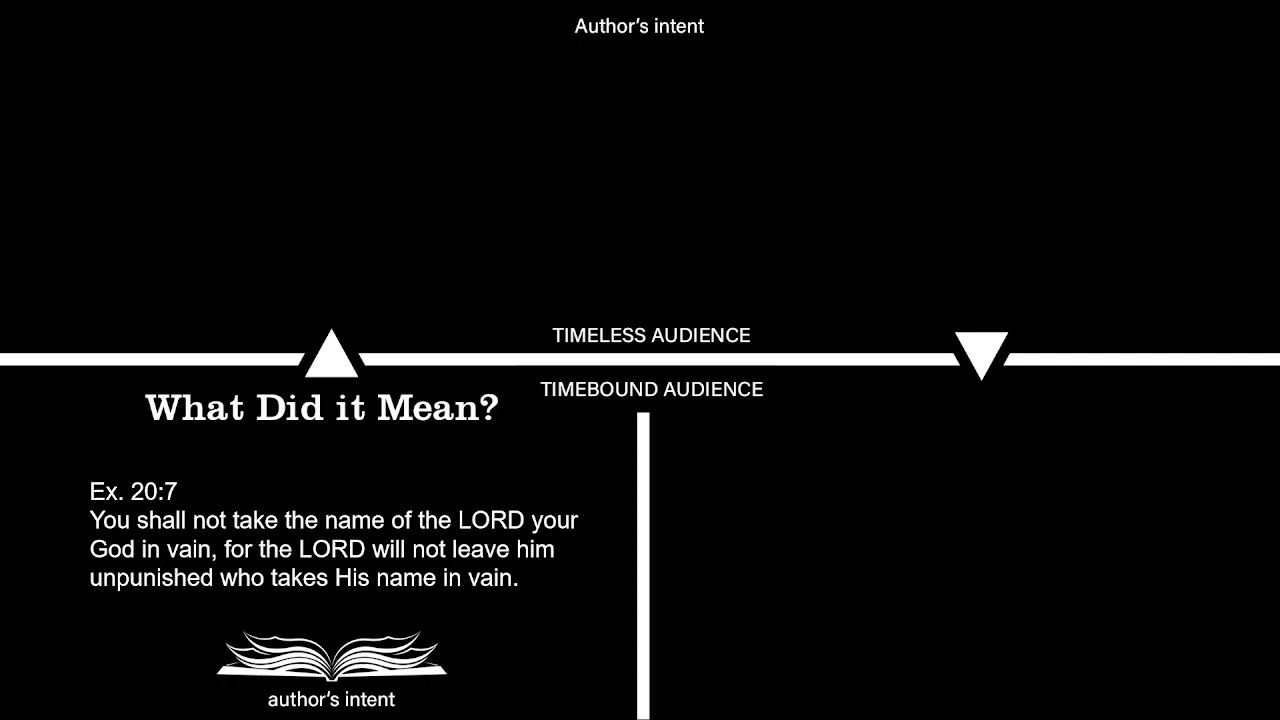 Author’s intent
TIMELESS AUDIENCE
TIMEBOUND AUDIENCE
What Did it Mean?
Ex. 20:7
You shall not take the name of the LORD your
God in vain, for the LORD will not leave him
unpunished who takes His name in vain.
author’s intent